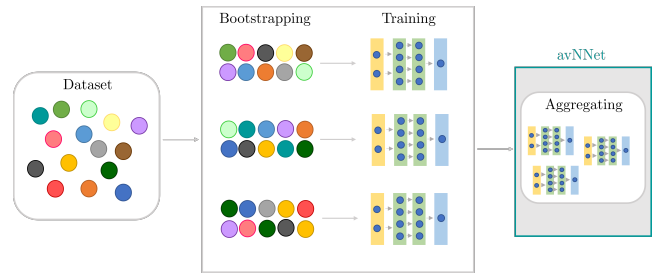 Bootstrapping
Training
avNNet
Dataset
Aggregating